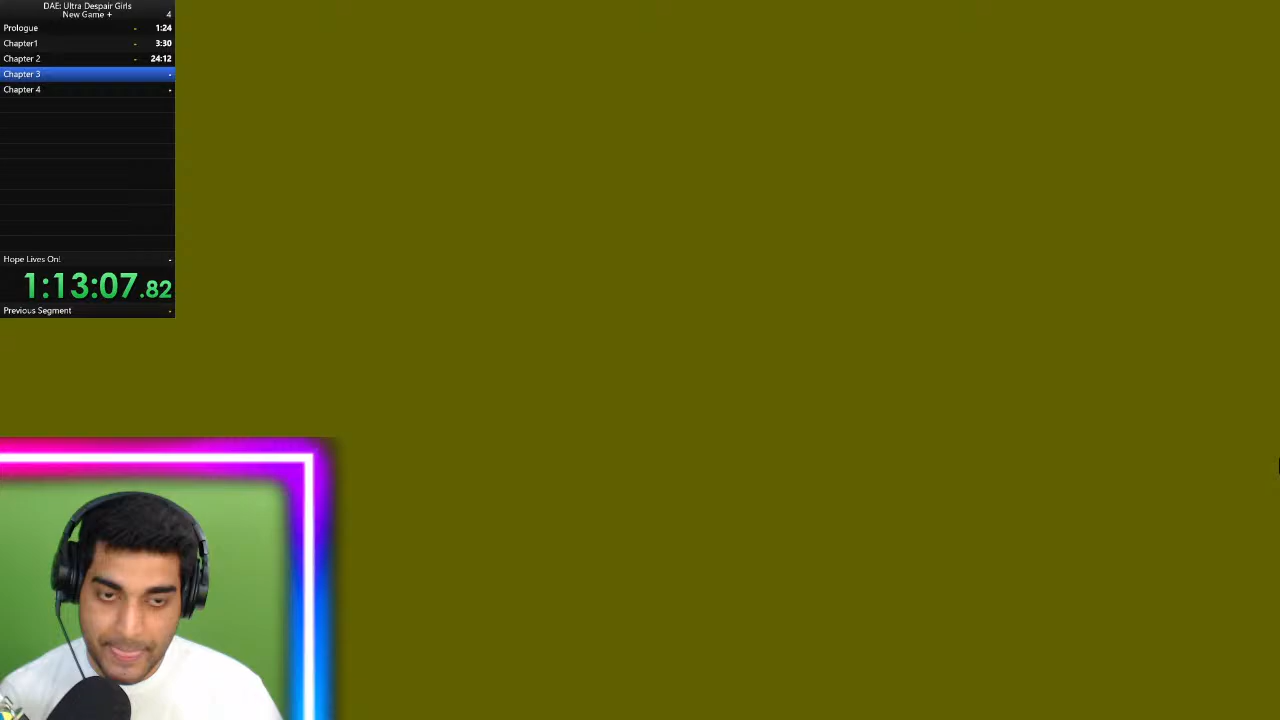 DAE: Ultra Despair Girls
New Game + 4
Prologue - 1:24
Chapter1 - 3:30
Chapter 2 - 24:12
Chapter 3 -
Chapter 4 -
Hope Lives On! -
1:13:07.82
Previous Segment -